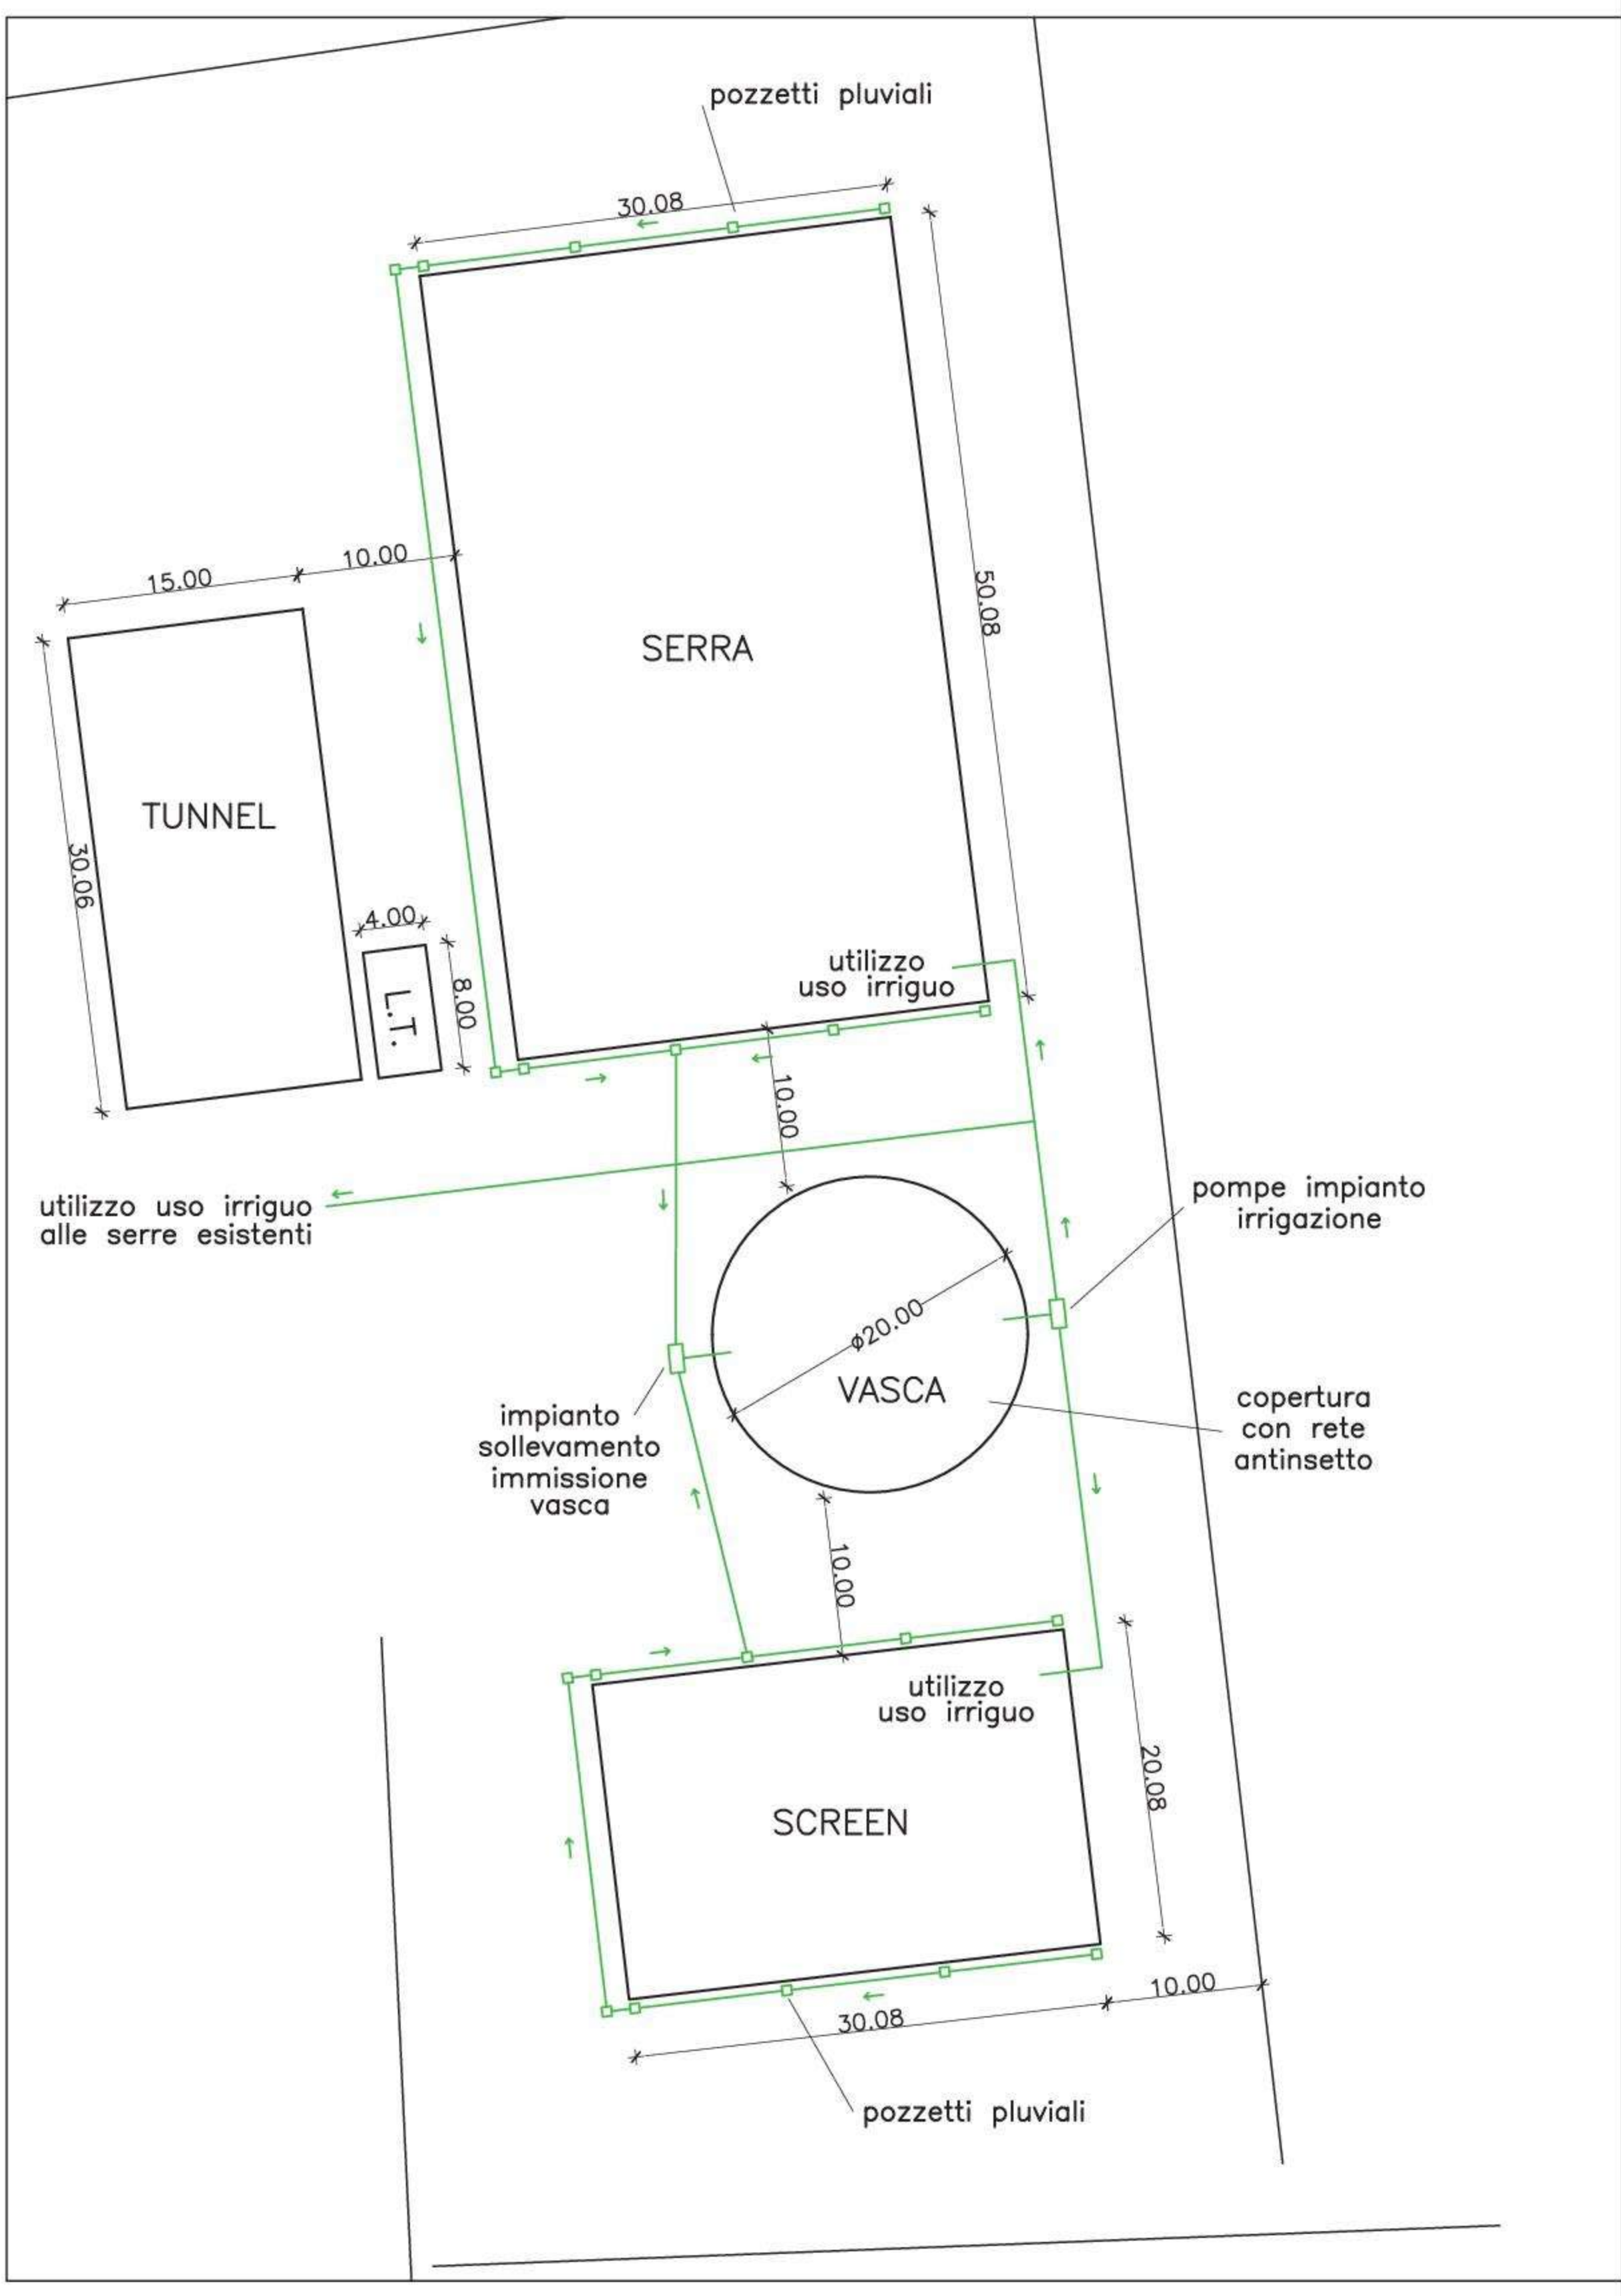 pozzetti pluviali
30.08
10.00
15.00
50.08
SERRA
TUNNEL
30.06
4.00
8.00
L.T.
utilizzo
uso irriguo
10.00
utilizzo uso irriguo
alle serre esistenti
pompe impianto
irrigazione
ϕ20.00
VASCA
impianto
sollevamento
immissione
vasca
copertura
con rete
antinsetto
10.00
utilizzo
uso irriguo
20.08
SCREEN
10.00
30.08
pozzetti pluviali